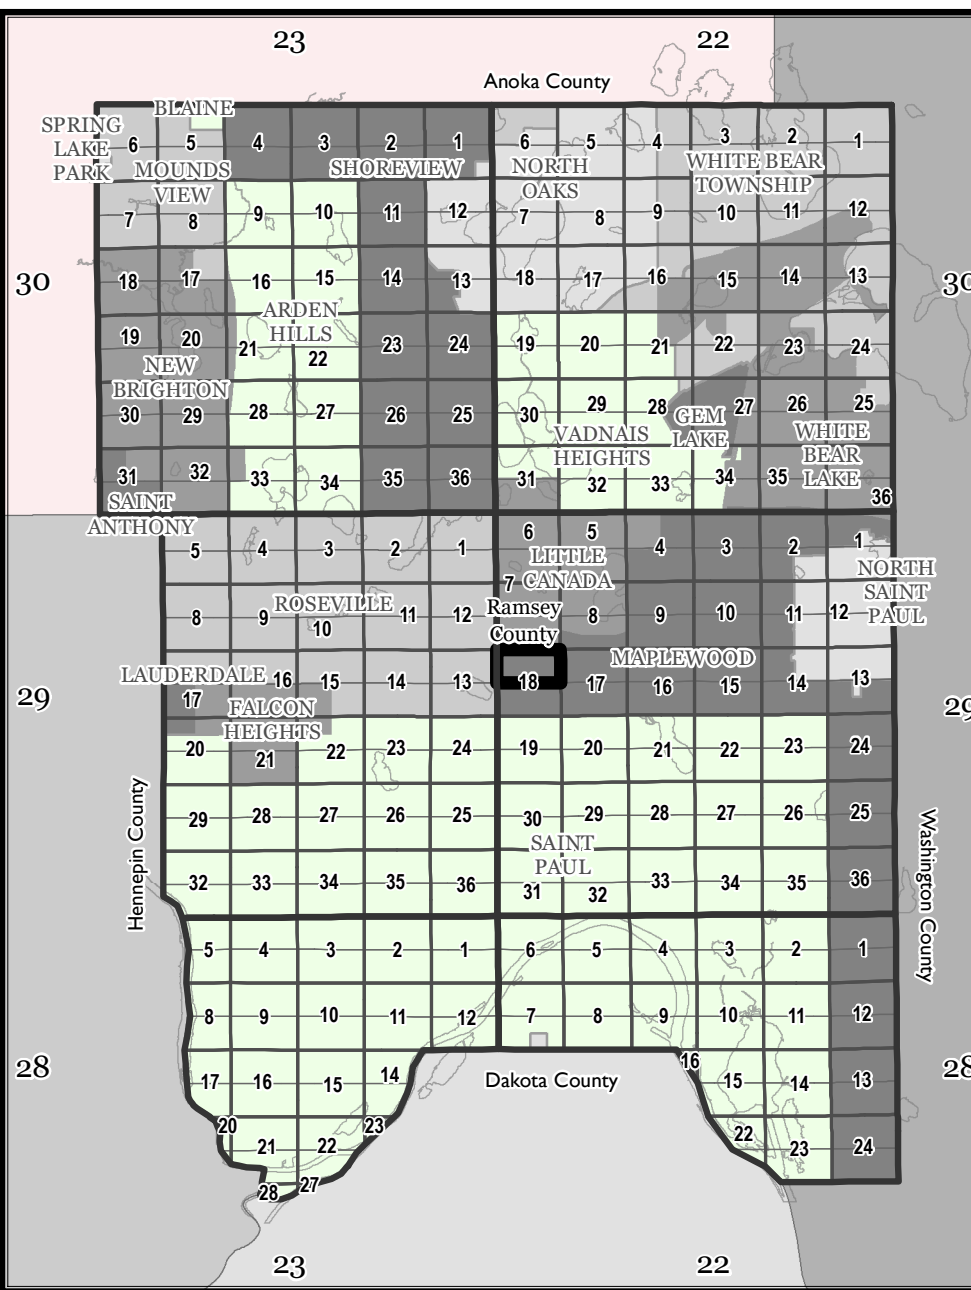 23 22
Anoka County
BLAINE
SPRING
LAKE
PARK
6 5 4 3 2 1 6 5 4 3 2 1
MOUNDS
VIEW
SHOREVIEW
NORTH
OAKS
WHITE BEAR
TOWNSHIP
7 8 9 10 11 12 7 8 9 10 11 12
30 18 17 16 15 14 13 18 17 16 15 14 13 30
ARDEN
HILLS
19 20 21 22 23 24 19 20 21 22 23 24
NEW
BRIGHTON
30 29 28 27 26 25 30 29 28 27 26 25
GEM
LAKE
VADNAIS
HEIGHTS
WHITE
BEAR
LAKE
31 32 33 34 35 36 31 32 33 34 35 36
SAINT
ANTHONY
5 4 3 2 1 6 5 4 3 2 1
LITTLE
CANADA
NORTH
SAINT
PAUL
7
Ramsey
County
8 9 10 11 12 8 9 10 11 12
ROSEVILLE
MAPLEWOOD
LAUDERDALE
29 17 16 15 14 13 18 17 16 15 14 13 29
FALCON
HEIGHTS
20 21 22 23 24 19 20 21 22 23 24
Hennepin County
Washington County
29 28 27 26 25 30 29 28 27 26 25
SAINT
PAUL
32 33 34 35 36 31 32 33 34 35 36
5 4 3 2 1 6 5 4 3 2 1
8 9 10 11 12 7 8 9 10 11 12
28 17 16 15 14 16 15 14 13 28
Dakota County
20 21 22 23 22 23 24
28 27
23 22